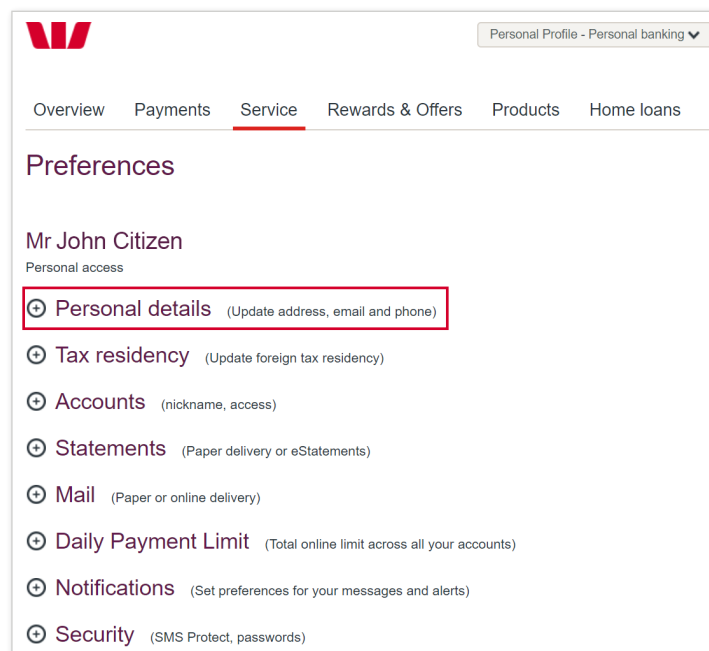 Personal Profile - Personal banking
Overview Payments Service Rewards & Offers Products Home loans
Preferences
Mr John Citizen
Personal access
Personal details (Update address, email and phone)
Tax residency (Update foreign tax residency)
Accounts (nickname, access)
Statements (Paper delivery or eStatements)
Mail (Paper or online delivery)
Daily Payment Limit (Total online limit across all your accounts)
Notifications (Set preferences for your messages and alerts)
Security (SMS Protect, passwords)